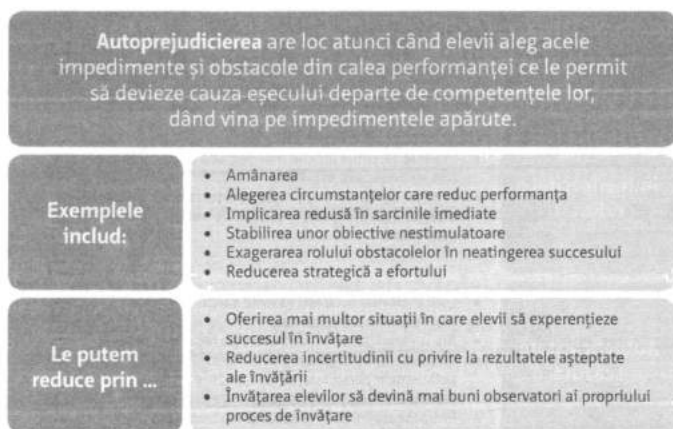 Autoprejudicierea are loc atunci când elevii aleg acele
impedimente și obstacole din calea performanței ce le permit
să devieze cauza eșecului departe de competențele lor,
dând vina pe impedimentele apărute.
Exemplele
includ:
• Amânarea
• Alegerea circumstanțelor care reduc performanța
• Implicarea redusă în sarcinile imediate
• Stabilirea unor obiective nestimulatoare
• Exagerarea rolului obstacolelor în neatingerea succesului
• Reducerea strategică a efortului
Le putem
reduce prin ...
• Oferirea mai multor situații în care elevii să experențieze
succesul în învățare
• Reducerea incertitudinii cu privire la rezultatele așteptate
ale învățării
• Învățarea elevilor să devină mai buni observatori ai propriului
proces de învățare